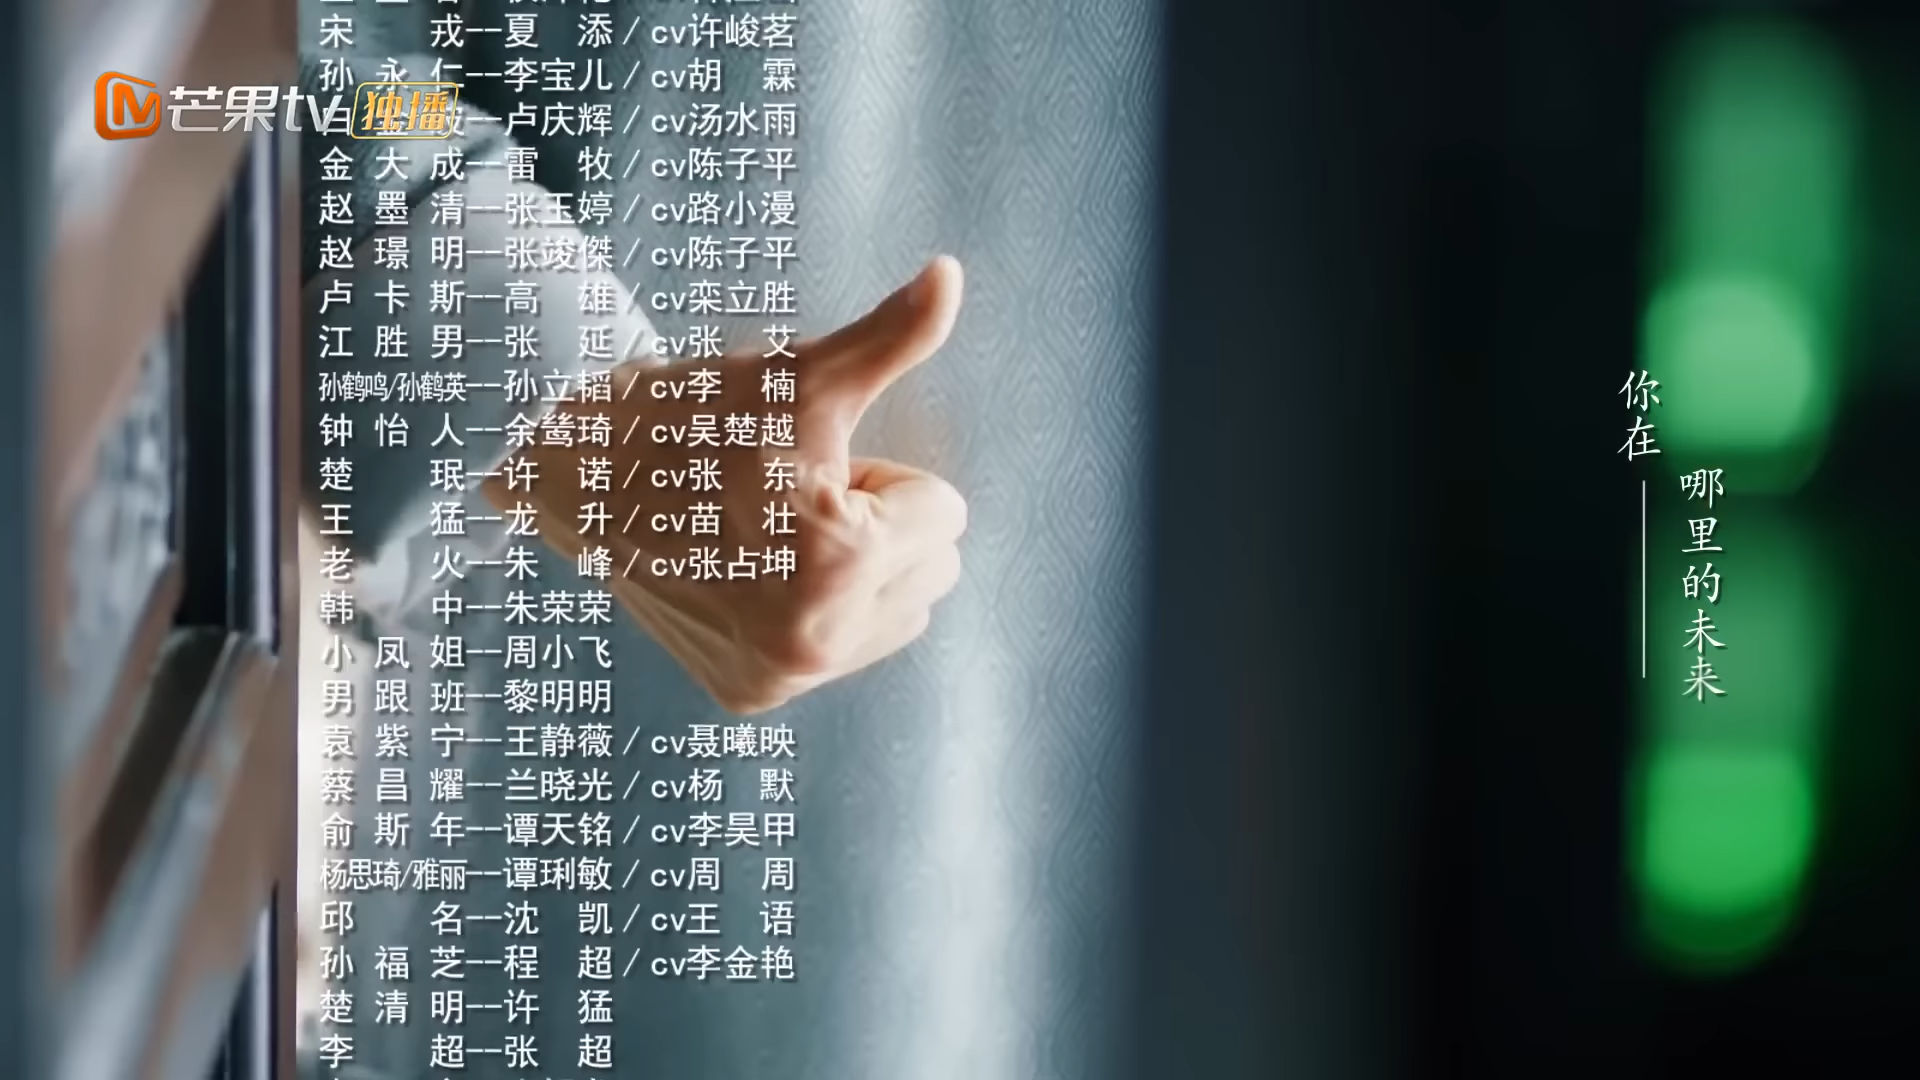 宋戎--夏添/cv许峻茗
孙永仁--李宝儿/cv胡霖
--卢庆辉/cv汤水雨
芒果tv 独播
金大成--雷牧/cv陈子平
赵墨清--张玉婷/cv路小漫
赵璟明--张竣傑/cv陈子平
卢卡斯--高雄/cv栾立胜
江胜男--张延/cv张艾
孙鹤鸣/孙鹤英--孙立韬/cv李楠
钟怡人--余鸶琦/cv吴楚越
楚珉--许诺/cv张东
王猛--龙升/cv苗壮
老火--朱峰/cv张占坤
韩中--朱荣荣
小凤姐--周小飞
男跟班--黎明明
袁紫宁--王静薇/cv聂曦映
蔡昌耀--兰晓光/cv杨默
俞斯年--谭天铭/cv李昊甲
杨思琦/雅丽--谭琍敏/cv周周
邱名--沈凯/cv王语
孙福芝--程超/cv李金艳
楚清明--许猛
李超--张超
你在
哪里的未来